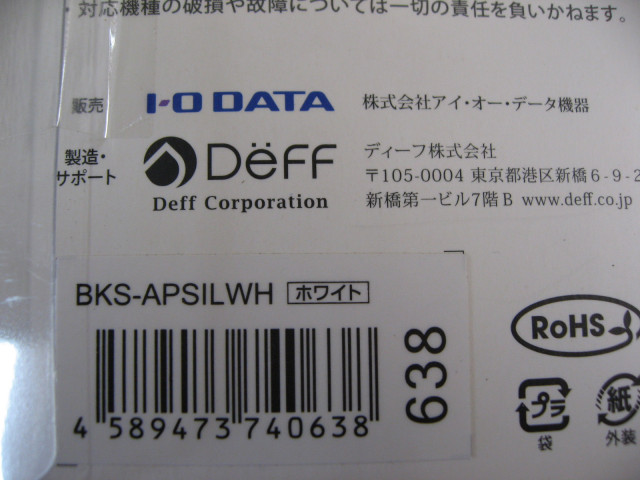 ・対応機種の破損や故障については一切の責任を負いかねます。
販売 I-O DATA 株式会社アイ・オー・データ機器
製造・サポート DëFF ディーフ株式会社
Deff Corporation 〒105-0004 東京都港区新橋6-9-2
新橋第一ビル7階B www.deff.co.jp
BKS-APSILWH ホワイト
4 589473 740638
638
RoHS
プラ
袋
紙
外装